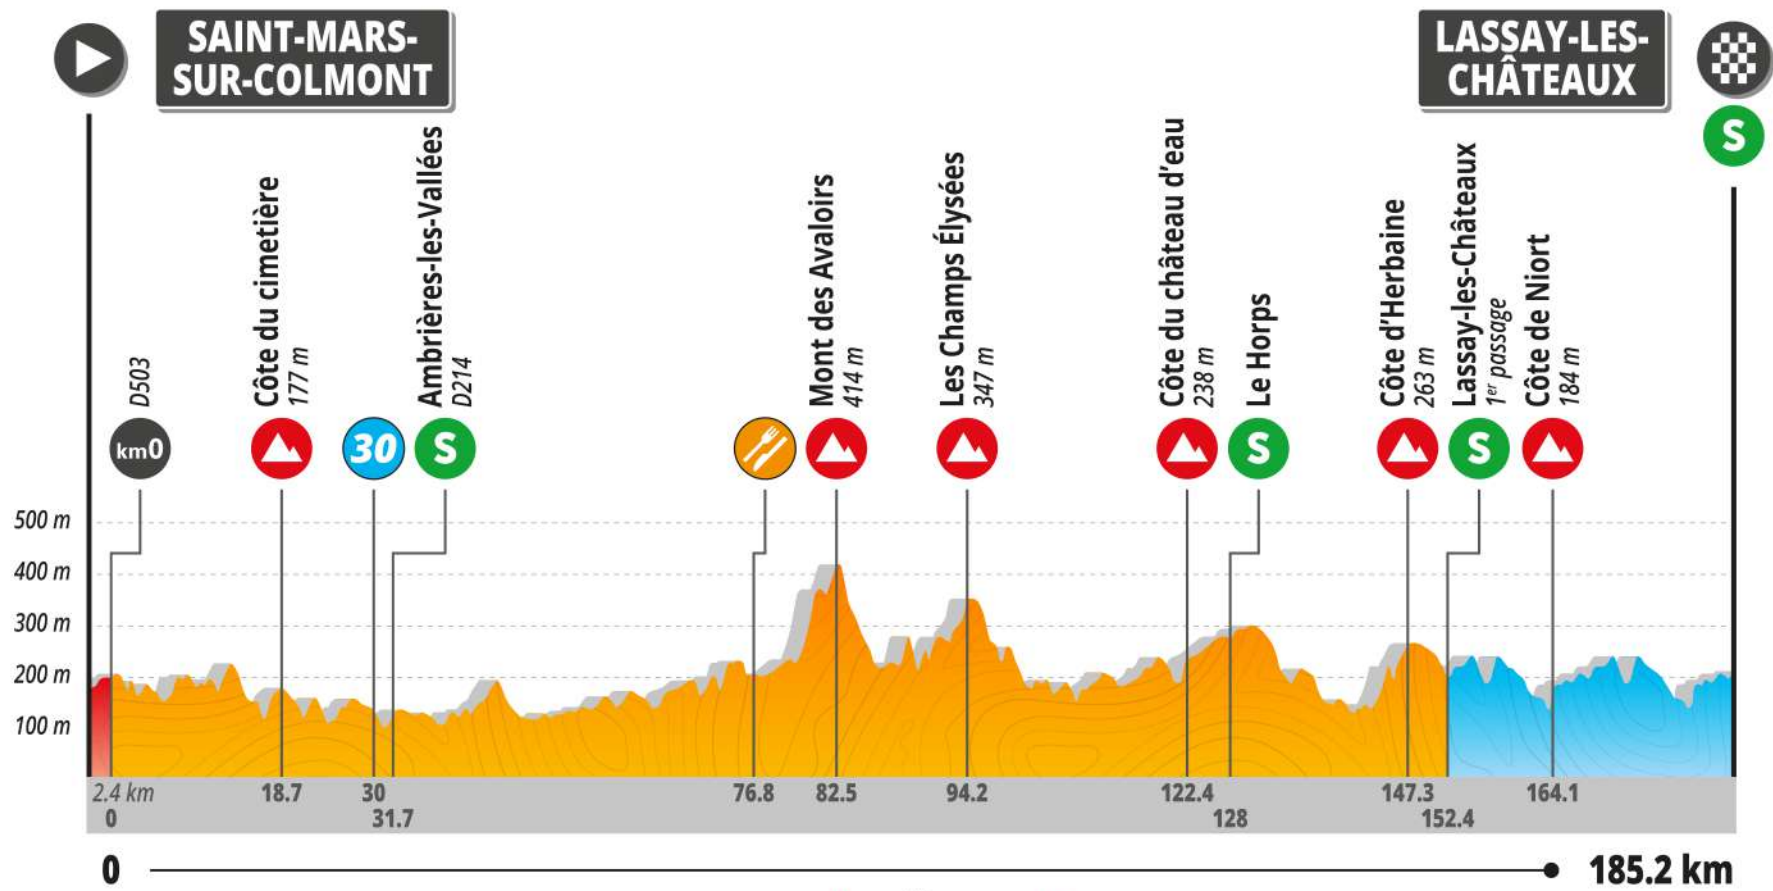 SAINT-MARS-
SUR-COLMONT
LASSAY-LES-
CHÂTEAUX
S
D503
Côte du cimetière
177 m
Ambrières-les-Vallées
D214
Mont des Avaloirs
414 m
Les Champs Élysées
347 m
Côte du château d'eau
238 m
Le Horps
Côte d'Herbaine
263 m
Lassay-les-Châteaux
1er passage
Côte de Niort
184 m
km0
30
S
S
S
500 m
400 m
300 m
200 m
100 m
2.4 km
18.7
30
76.8
82.5
94.2
122.4
147.3
164.1
0
31.7
128
152.4
0
185.2 km